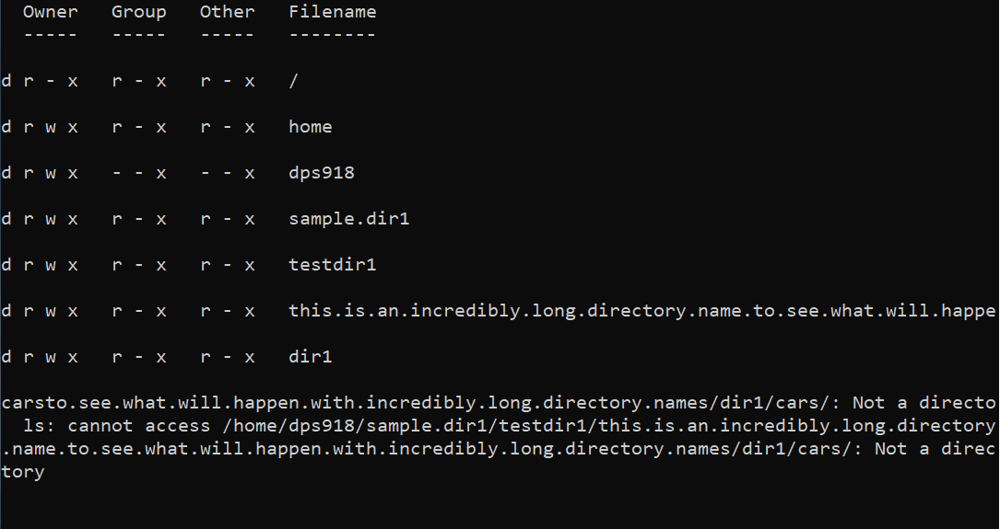 Owner Group Other Filename
----- ----- ----- --------
d r - x r - x r - x /
d r w x r - x r - x home
d r w x - - x - - x dps918
d r w x r - x r - x sample.dir1
d r w x r - x r - x testdir1
d r w x r - x r - x this.is.an.incredibly.long.directory.name.to.see.what.will.happe
d r w x r - x r - x dir1
carsto.see.what.will.happen.with.incredibly.long.directory.names/dir1/cars/: Not a directo
ls: cannot access /home/dps918/sample.dir1/testdir1/this.is.an.incredibly.long.directory
.name.to.see.what.will.happen.with.incredibly.long.directory.names/dir1/cars/: Not a direc
tory